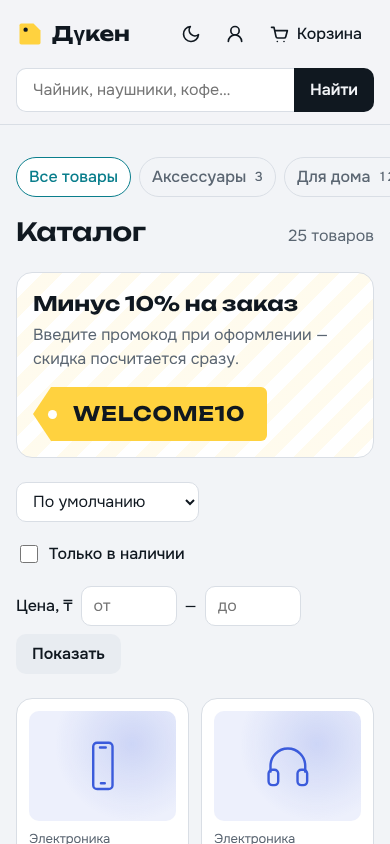 Дүкен
Корзина
Чайник, наушники, кофе...
Найти
Все товары
Аксессуары 3
Для дома
Каталог
25 товаров
Минус 10% на заказ
Введите промокод при оформлении —
скидка посчитается сразу.
WELCOME10
По умолчанию
Только в наличии
Цена, ₸ от — до
Показать
Электроника
Электроника